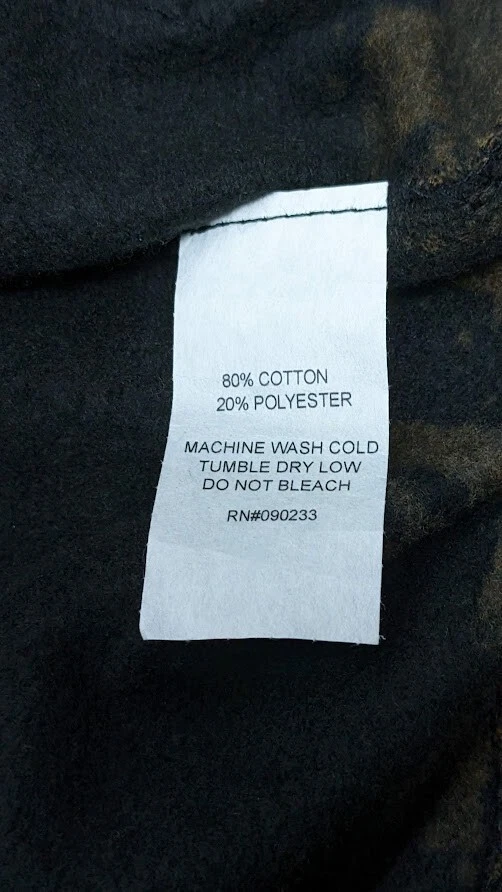 80% COTTON
20% POLYESTER
MACHINE WASH COLD
TUMBLE DRY LOW
DO NOT BLEACH
RN#090233